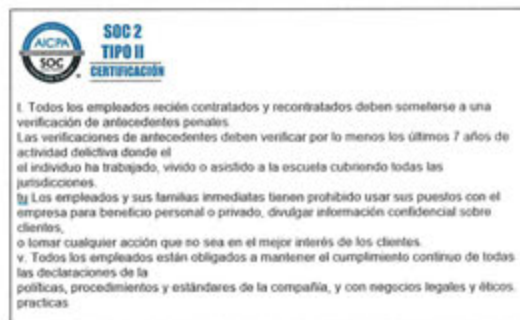 AICPA
SOC
SOC 2
TIPO II
CERTIFICACIÓN
I. Todos los empleados recién contratados y recontratados deben someterse a una
verificación de antecedentes penales.
Las verificaciones de antecedentes deben verificar por lo menos los últimos 7 años de
actividad delictiva donde el
el individuo ha trabajado, vivido o asistido a la escuela cubriendo todas las
jurisdicciones.
tu Los empleados y sus familias inmediatas tienen prohibido usar sus puestos con el
empresa para beneficio personal o privado, divulgar información confidencial sobre
clientes,
o tomar cualquier acción que no sea en el mejor interés de los clientes.
v. Todos los empleados están obligados a mantener el cumplimiento continuo de todas
las declaraciones de la
políticas, procedimientos y estándares de la compañía, y con negocios legales y éticos.
practicas